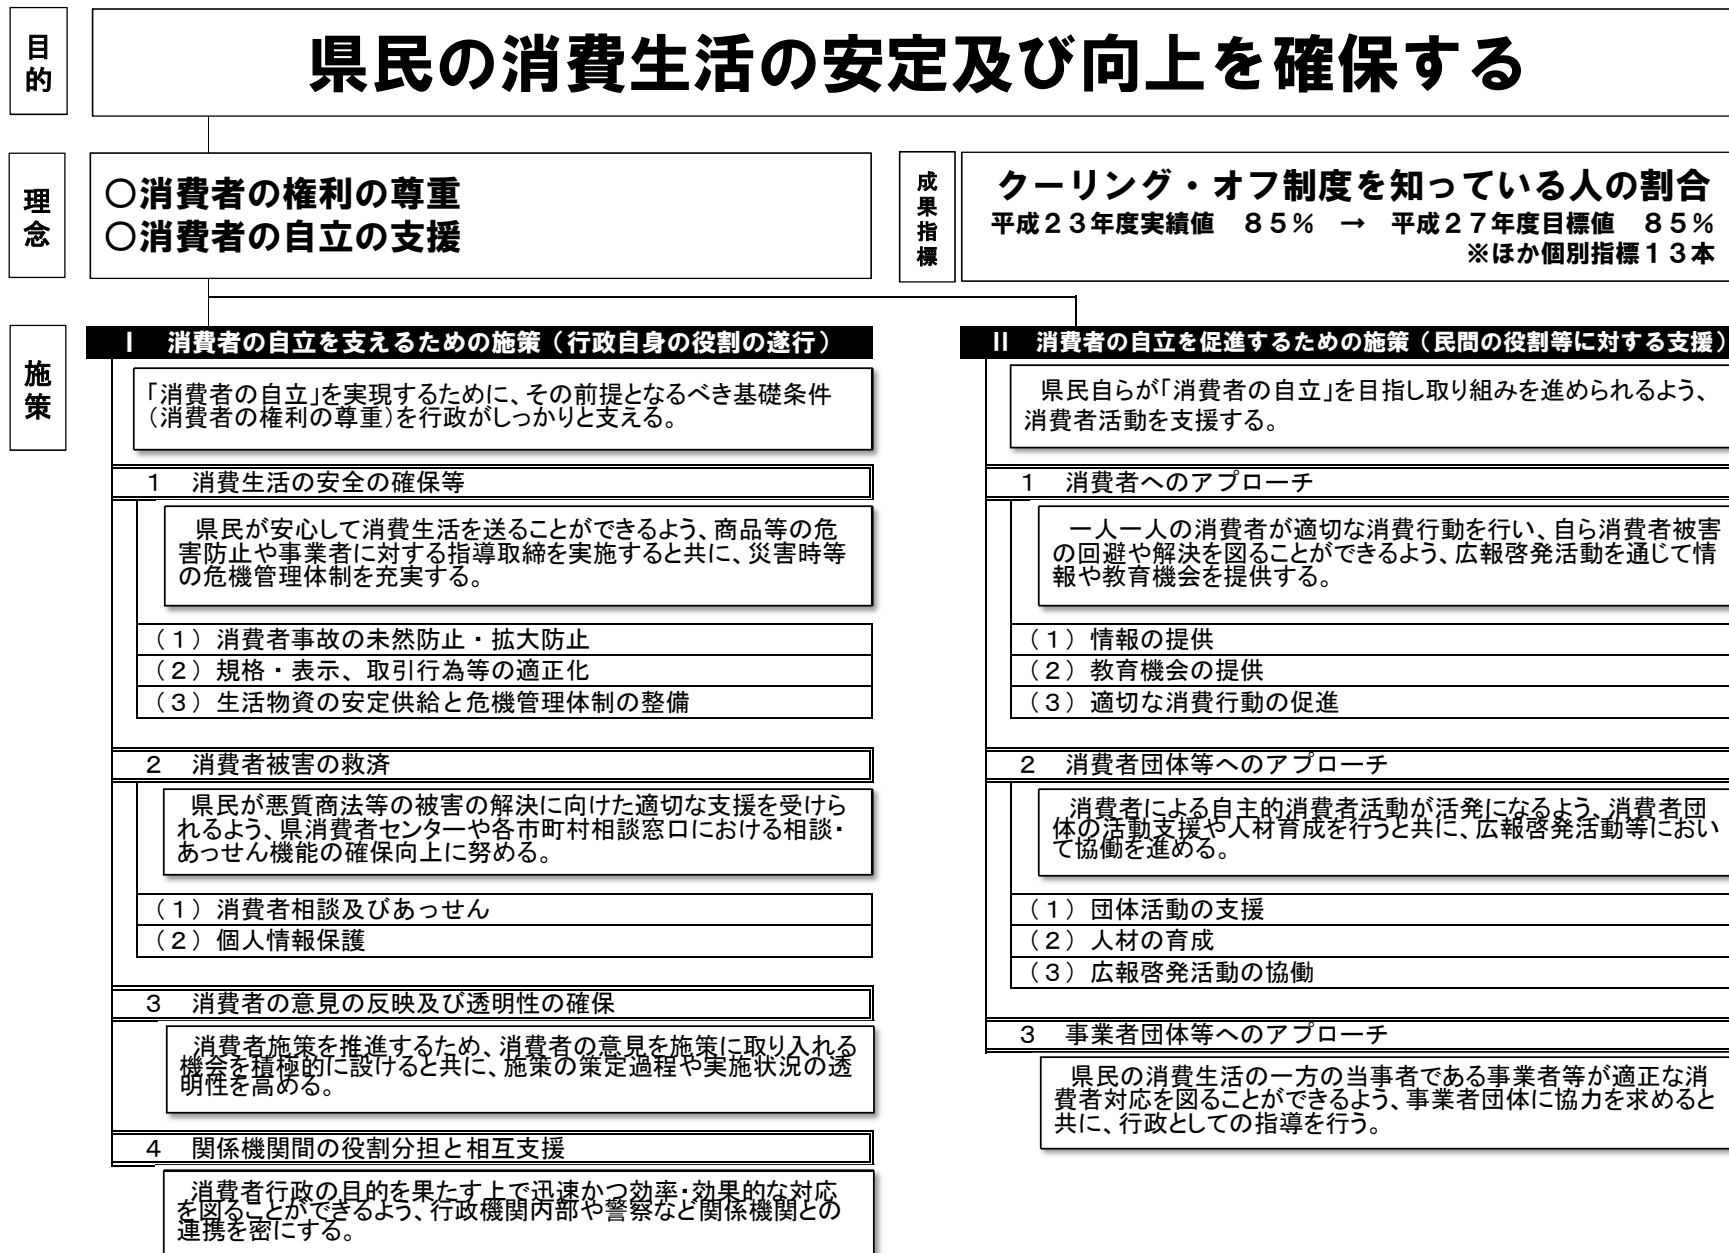 目的
県民の消費生活の安定及び向上を確保する
理念
○消費者の権利の尊重
○消費者の自立の支援
成果指標
クーリング・オフ制度を知っている人の割合
平成23年度実績値　85%　→　平成27年度目標値　85%
※ほか個別指標13本
施策
Ⅰ　消費者の自立を支えるための施策（行政自身の役割の遂行）
「消費者の自立」を実現するために、その前提となるべき基礎条件
（消費者の権利の尊重）を行政がしっかりと支える。
1　消費生活の安全の確保等
県民が安心して消費生活を送ることができるよう、商品等の危
害防止や事業者に対する指導取締を実施すると共に、災害時等
の危機管理体制を充実する。
（1）消費者事故の未然防止・拡大防止
（2）規格・表示、取引行為等の適正化
（3）生活物資の安定供給と危機管理体制の整備
2　消費者被害の救済
県民が悪質商法等の被害の解決に向けた適切な支援を受けら
れるよう、県消費者センターや各市町村相談窓口における相談・
あっせん機能の確保向上に努める。
（1）消費者相談及びあっせん
（2）個人情報保護
3　消費者の意見の反映及び透明性の確保
消費者施策を推進するため、消費者の意見を施策に取り入れる
機会を積極的に設けると共に、施策の策定過程や実施状況の透
明性を高める。
4　関係機関間の役割分担と相互支援
消費者行政の目的を果たす上で迅速かつ効率・効果的な対応
を図ることができるよう、行政機関内部や警察など関係機関との
連携を密にする。
Ⅱ　消費者の自立を促進するための施策（民間の役割等に対する支援）
県民自らが「消費者の自立」を目指し取り組みを進められるよう、
消費者活動を支援する。
1　消費者へのアプローチ
一人一人の消費者が適切な消費行動を行い、自ら消費者被害
の回避や解決を図ることができるよう、広報啓発活動を通じて情
報や教育機会を提供する。
（1）情報の提供
（2）教育機会の提供
（3）適切な消費行動の促進
2　消費者団体等へのアプローチ
消費者による自主的消費者活動が活発になるよう、消費者団
体の活動支援や人材育成を行うと共に、広報啓発活動等におい
て協働を進める。
（1）団体活動の支援
（2）人材の育成
（3）広報啓発活動の協働
3　事業者団体等へのアプローチ
県民の消費生活の一方の当事者である事業者等が適正な消
費者対応を図ることができるよう、事業者団体に協力を求めると
共に、行政としての指導を行う。